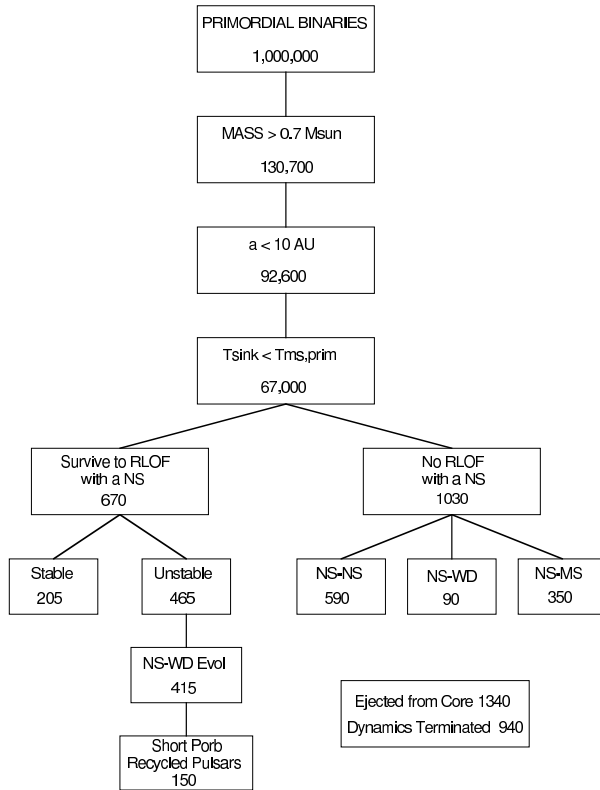 PRIMORDIAL BINARIES
1,000,000
MASS > 0.7 Msun
130,700
a < 10 AU
92,600
Tsink < Tms,prim
67,000
Survive to RLOF
with a NS
670
No RLOF
with a NS
1030
Stable
205
Unstable
465
NS-NS
590
NS-WD
90
NS-MS
350
NS-WD Evol
415
Short Porb
Recycled Pulsars
150
Ejected from Core 1340
Dynamics Terminated 940